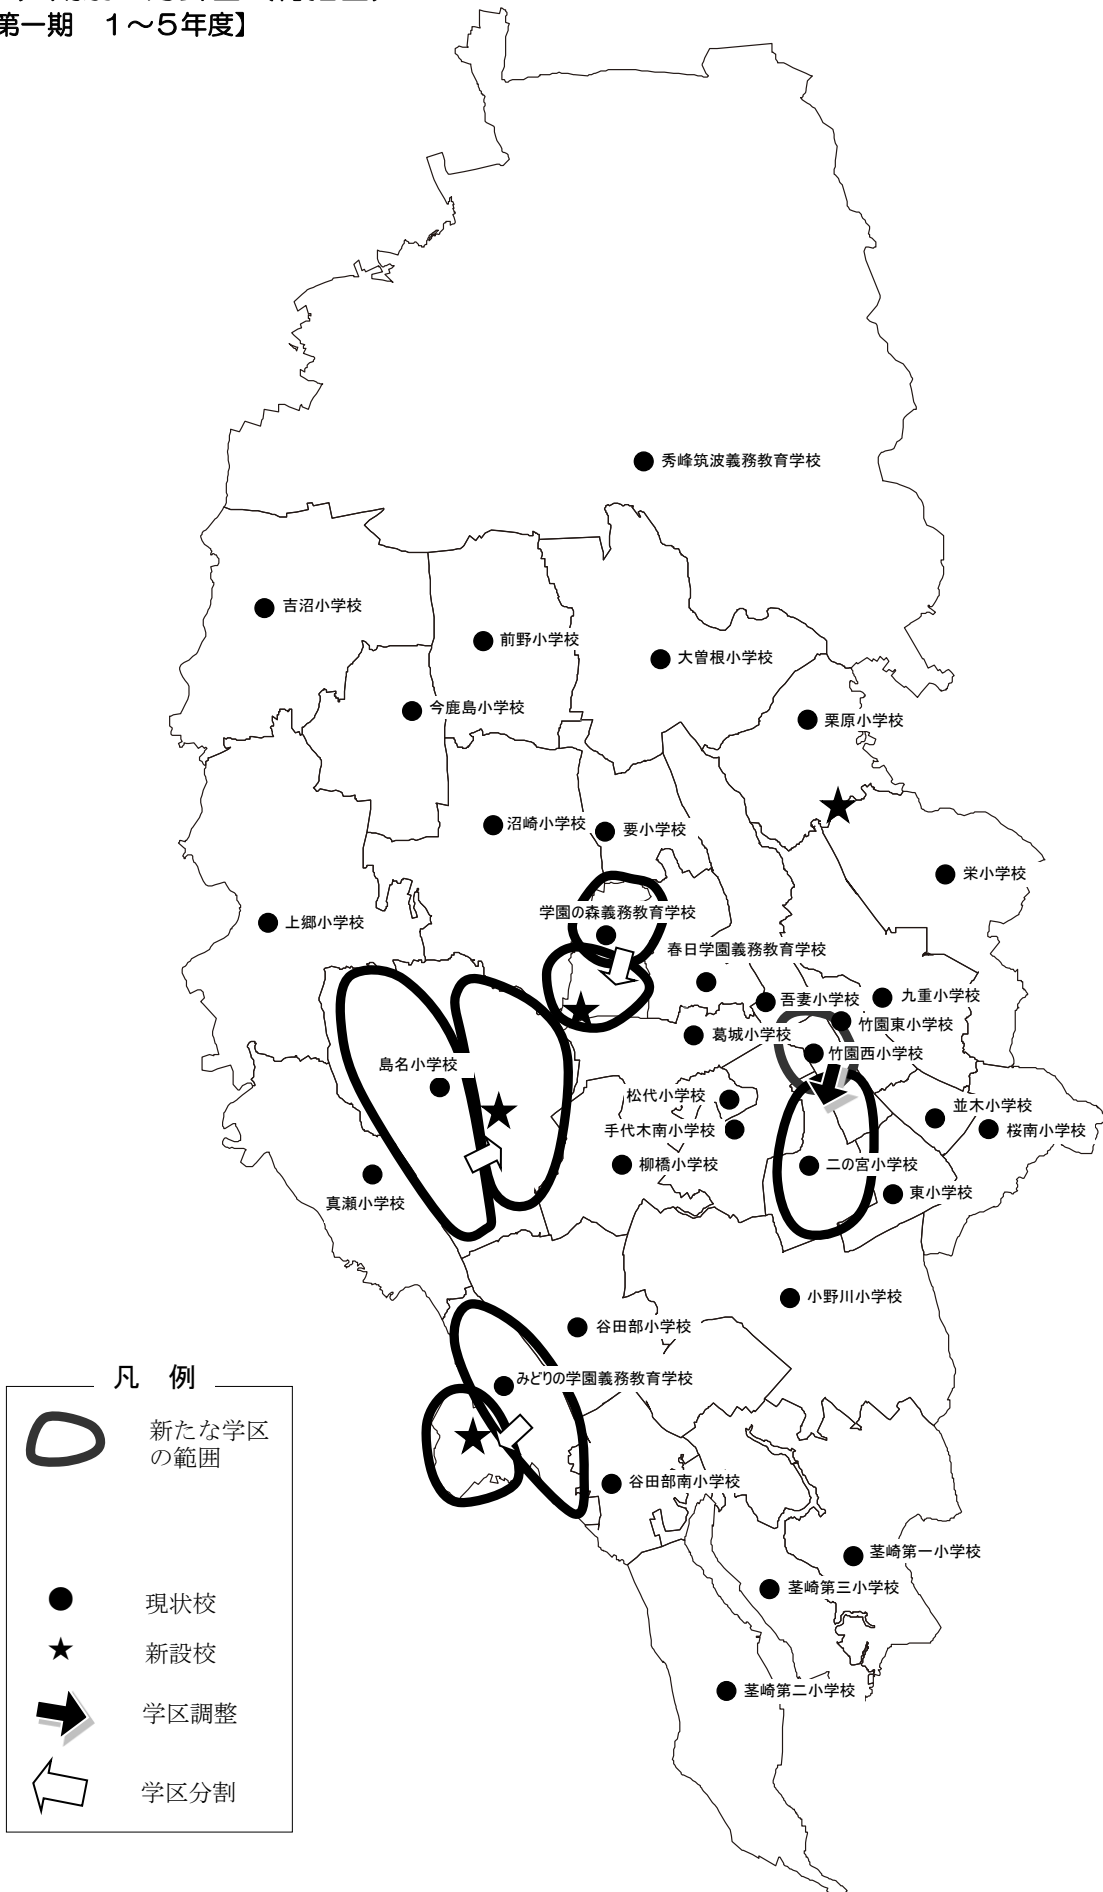 第一期　１～５年度】
秀峰筑波義務教育学校
吉沼小学校
前野小学校
大曽根小学校
今鹿島小学校
栗原小学校
沼崎小学校
要小学校
栄小学校
学園の森義務教育学校
上郷小学校
春日学園義務教育学校
吾妻小学校
九重小学校
竹園東小学校
葛城小学校
竹園西小学校
島名小学校
松代小学校
並木小学校
手代木南小学校
桜南小学校
柳橋小学校
二の宮小学校
東小学校
真瀬小学校
小野川小学校
谷田部小学校
みどりの学園義務教育学校
谷田部南小学校
茎崎第一小学校
茎崎第三小学校
茎崎第二小学校
凡　例
新たな学区
の範囲
現状校
新設校
学区調整
学区分割